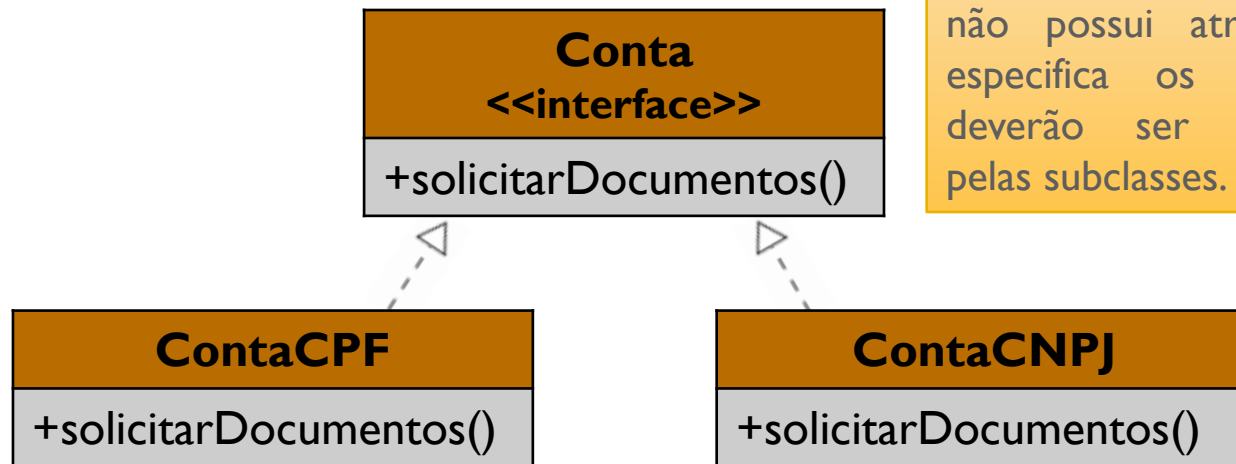 Conta
<<interface>>
+solicitarDocumentos()
não possui
especifica os
deverão ser
pelas subclasses.
ContaCPF
+solicitarDocumentos()
ContaCNPJ
+solicitarDocumentos()